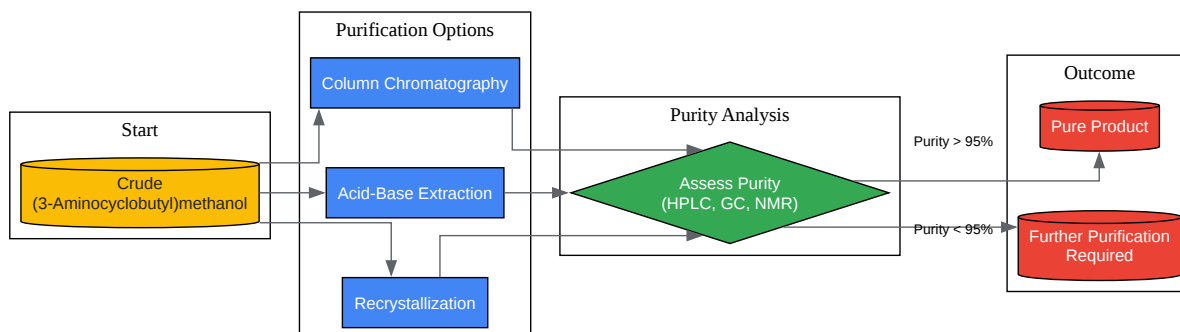 Start
Crude
(3-Aminocyclobutyl)methanol
Purification Options
Column Chromatography
Acid-Base Extraction
Recrystallization
Purity Analysis
Assess Purity
(HPLC, GC, NMR)
Purity > 95%
Purity < 95%
Outcome
Pure Product
Further Purification
Required